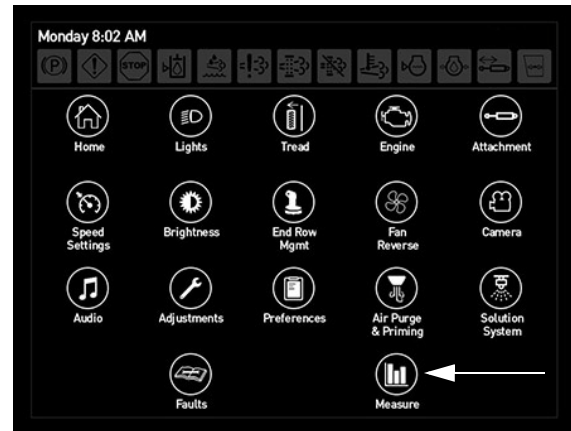 Monday 8:02 AM
(P) STOP
Home Lights Tread Engine Attachment
Speed Settings Brightness End Row Mgmt Fan Reverse Camera
Audio Adjustments Preferences Air Purge & Priming Solution System
Faults Measure